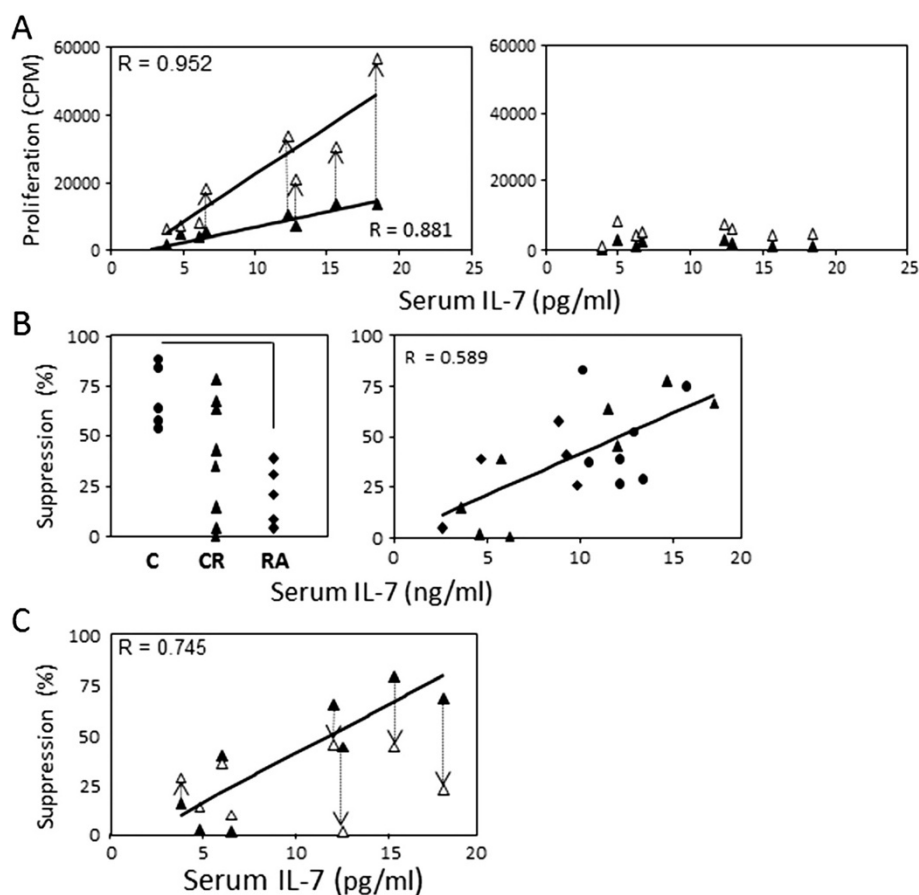 A
Proliferation (CPM)
60000
40000
20000
0
R = 0.952
R = 0.881
0 5 10 15 20 25
60000
40000
20000
0
0 5 10 15 20 25
Serum IL-7 (pg/ml)
B
Suppression (%)
100
75
50
25
0
C CR RA
100
75
50
25
0
R = 0.589
0 5 10 15 20
Serum IL-7 (ng/ml)
C
Suppression (%)
100
75
50
25
0
R = 0.745
0 5 10 15 20
Serum IL-7 (pg/ml)